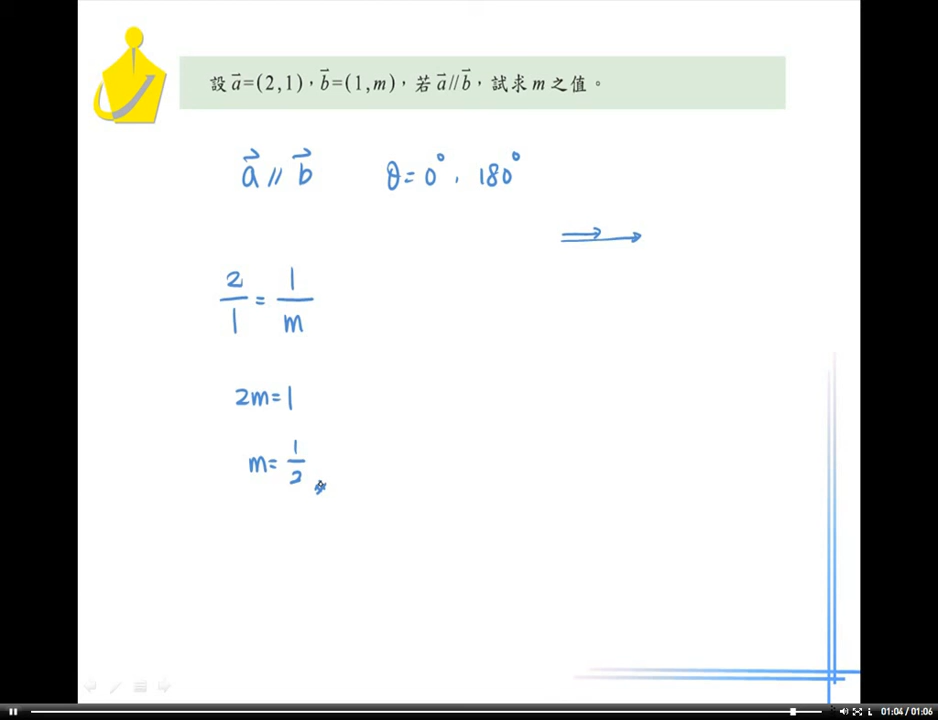 設 a⃗=(2,1)，b⃗=(1,m)，若 a⃗//b⃗，試求 m 之值。
a⃗ // b⃗ θ=0°, 180°
2/1 = 1/m
2m=1
m=1/2
01:04 / 01:06